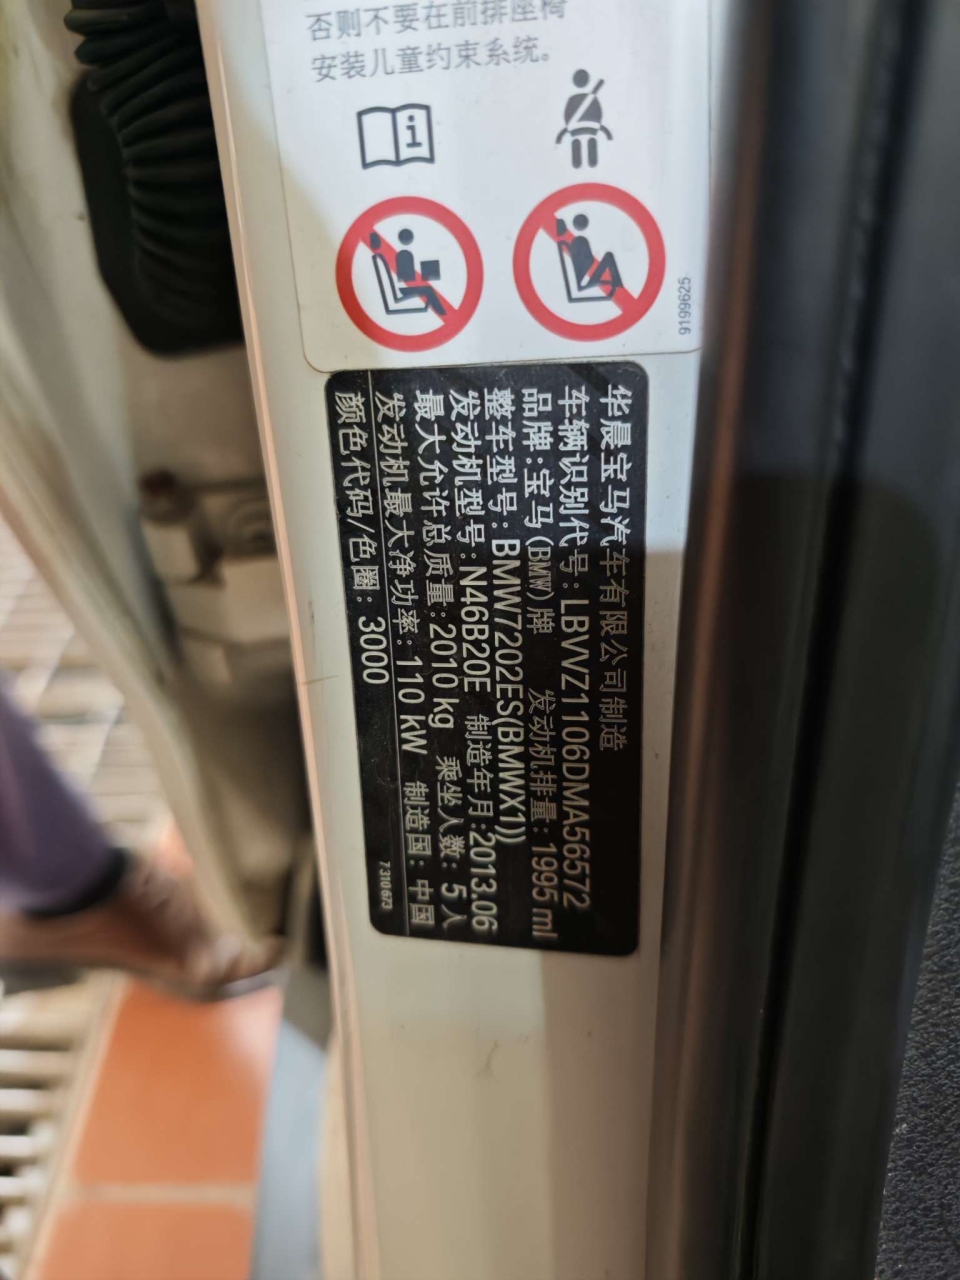 否则不要在前排座椅
安装儿童约束系统。
9199625
华晨宝马汽车有限公司制造
车辆识别代号:LBVVZ1106DMA56572
品牌:宝马(BMW)牌 发动机排量:1995 ml
整车型号:BMW7202ES(BMWX1))
发动机型号:N46B20E 制造年月:2013.06
最大允许总质量:2010 kg 乘坐人数:5人
发动机最大净功率:110 kW 制造国:中国
颜色代码/色圈:3000
7310673